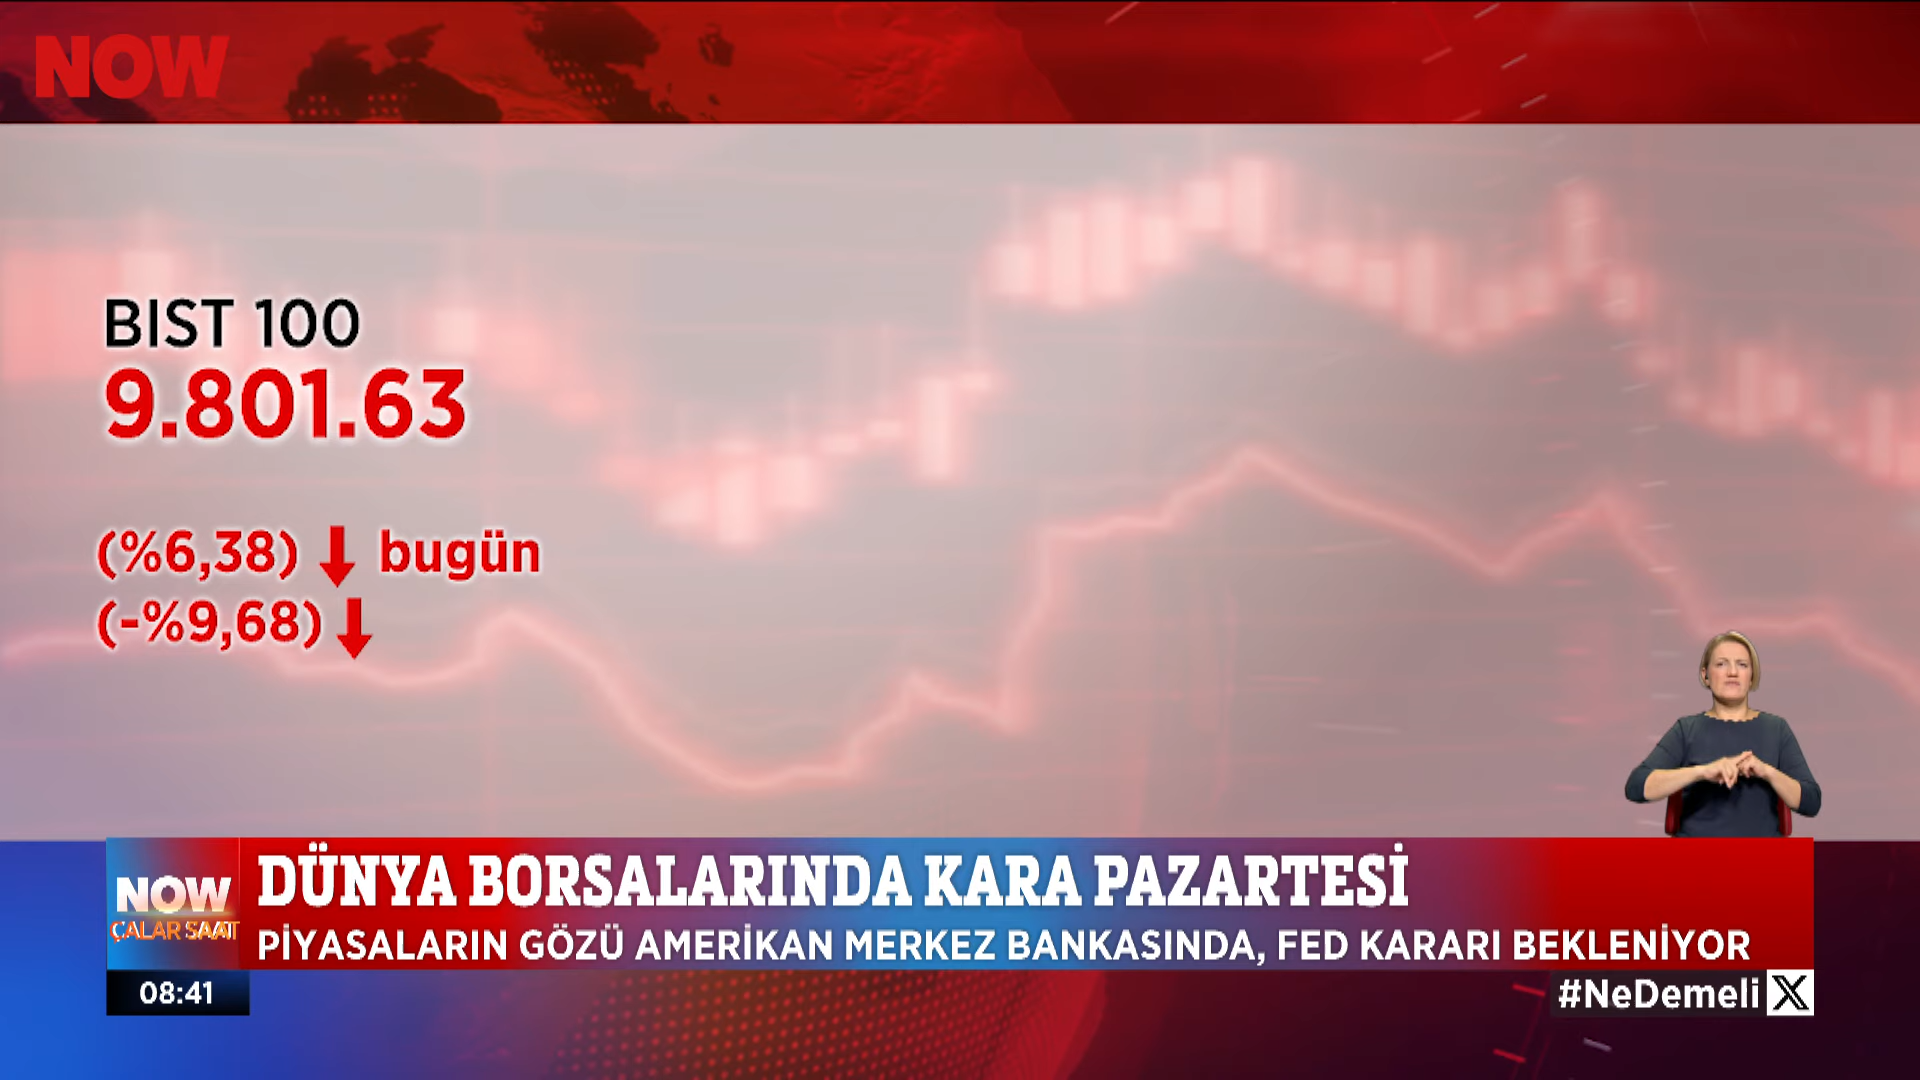 NOW
BIST 100
9.801.63
(%6,38) bugün
(-%9,68)
DÜNYA BORSALARINDA KARA PAZARTESİ
NOW
ÇALAR SAAT
PİYASALARIN GÖZÜ AMERİKAN MERKEZ BANKASINDA, FED KARARI BEKLENİYOR
08:41
#NeDemeli X